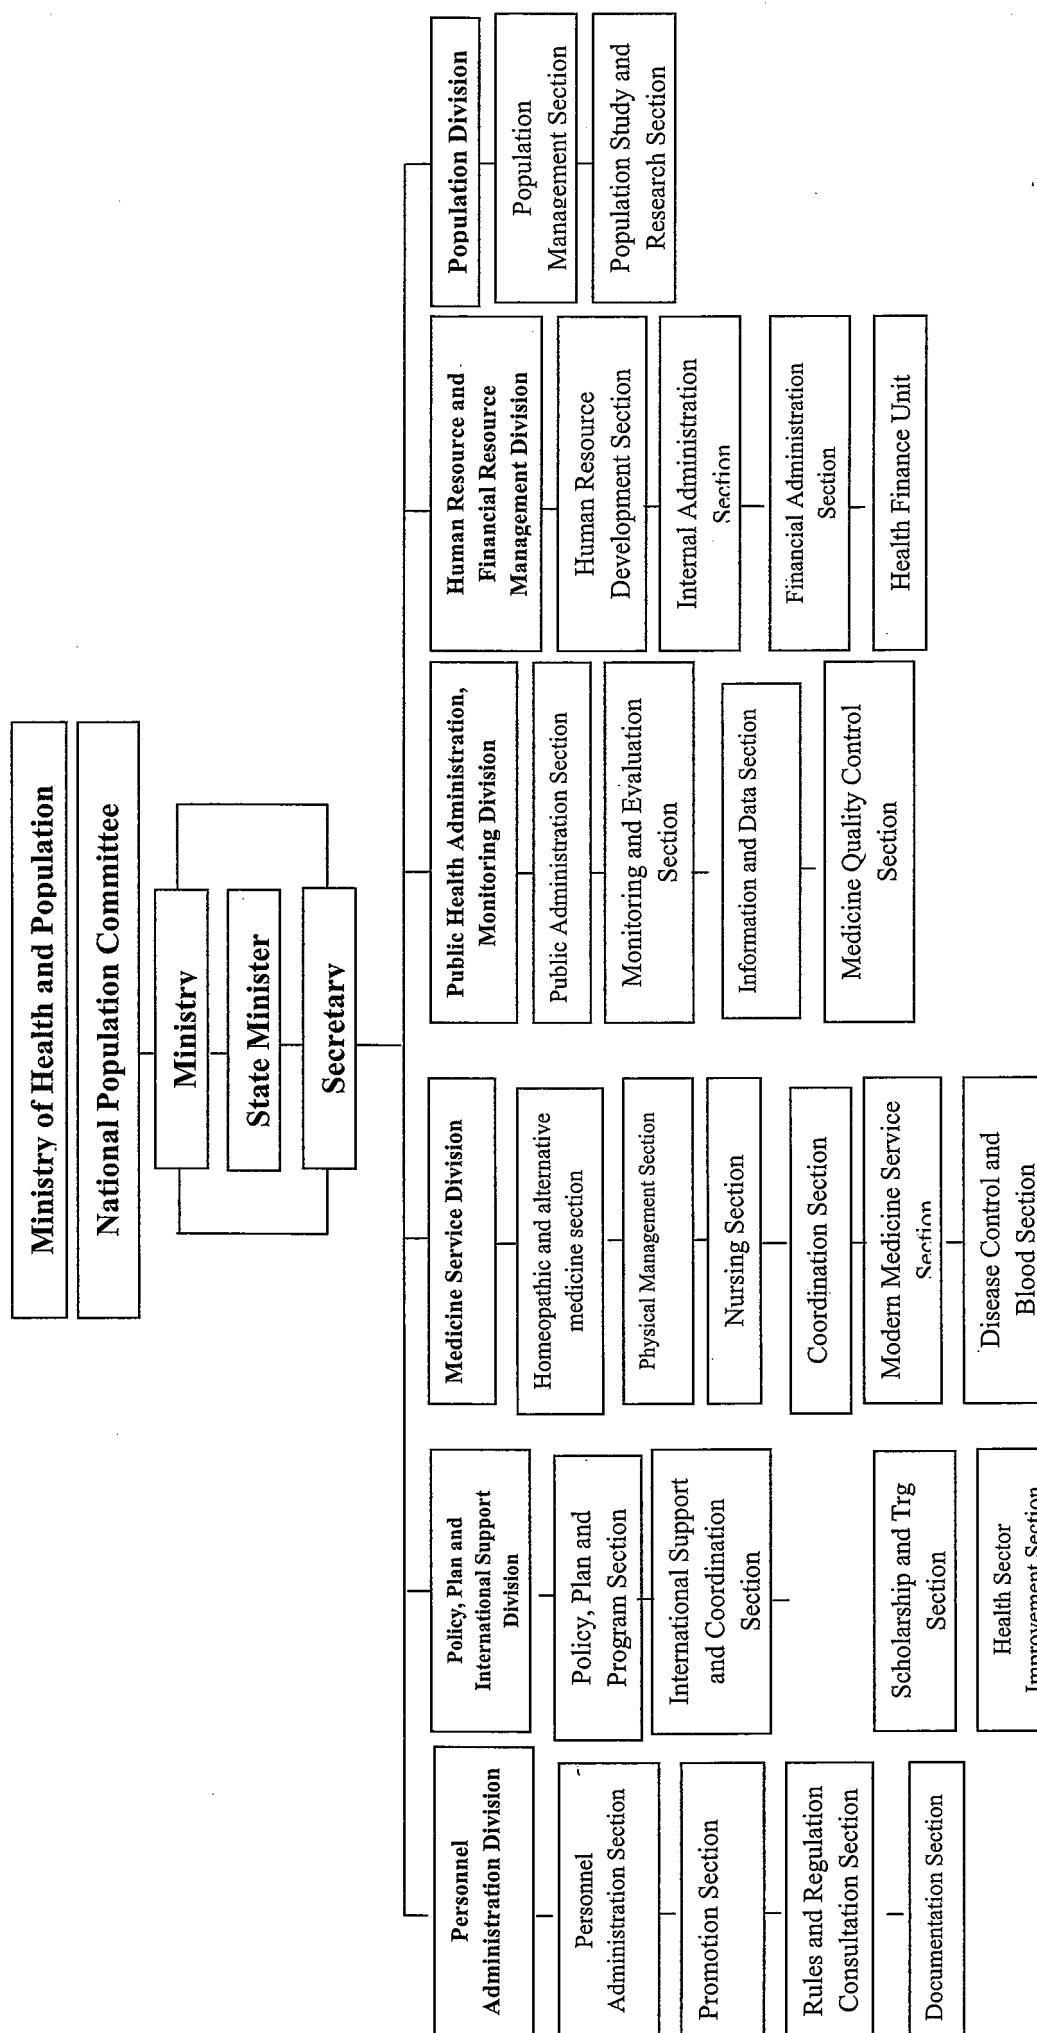 Ministry of Health and Population
National Population Committee
Ministry
State Minister
Secretary
Personnel
Administration Division
Personnel
Administration Section
Promotion Section
Rules and Regulation
Consultation Section
Documentation Section
Policy, Plan and
International Support
Division
Policy, Plan and
Program Section
International Support
and Coordination
Section
Scholarship and Trg
Section
Health Sector
Improvement Section
Medicine Service Division
Homeopathic and alternative
medicine section
Physical Management Section
Nursing Section
Coordination Section
Modern Medicine Service
Section
Disease Control and
Blood Section
Public Health Administration,
Monitoring Division
Public Administration Section
Monitoring and Evaluation
Section
Information and Data Section
Medicine Quality Control
Section
Human Resource and
Financial Resource
Management Division
Human Resource
Development Section
Internal Administration
Section
Financial Administration
Section
Health Finance Unit
Population Division
Population
Management Section
Population Study and
Research Section